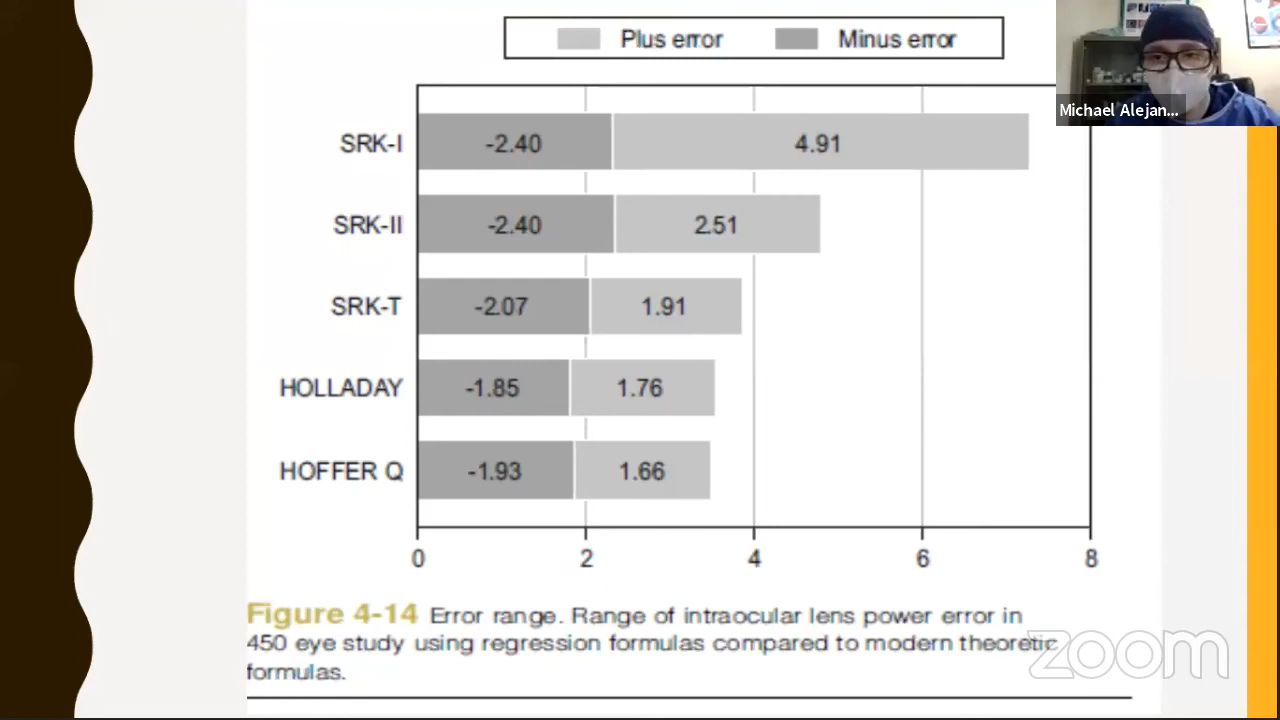 Plus error Minus error
Michael Alejan...
SRK-I -2.40 4.91
SRK-II -2.40 2.51
SRK-T -2.07 1.91
HOLLADAY -1.85 1.76
HOFFER Q -1.93 1.66
0 2 4 6 8
Figure 4-14 Error range. Range of intraocular lens power error in
450 eye study using regression formulas compared to modern theoretic
formulas.
zoom